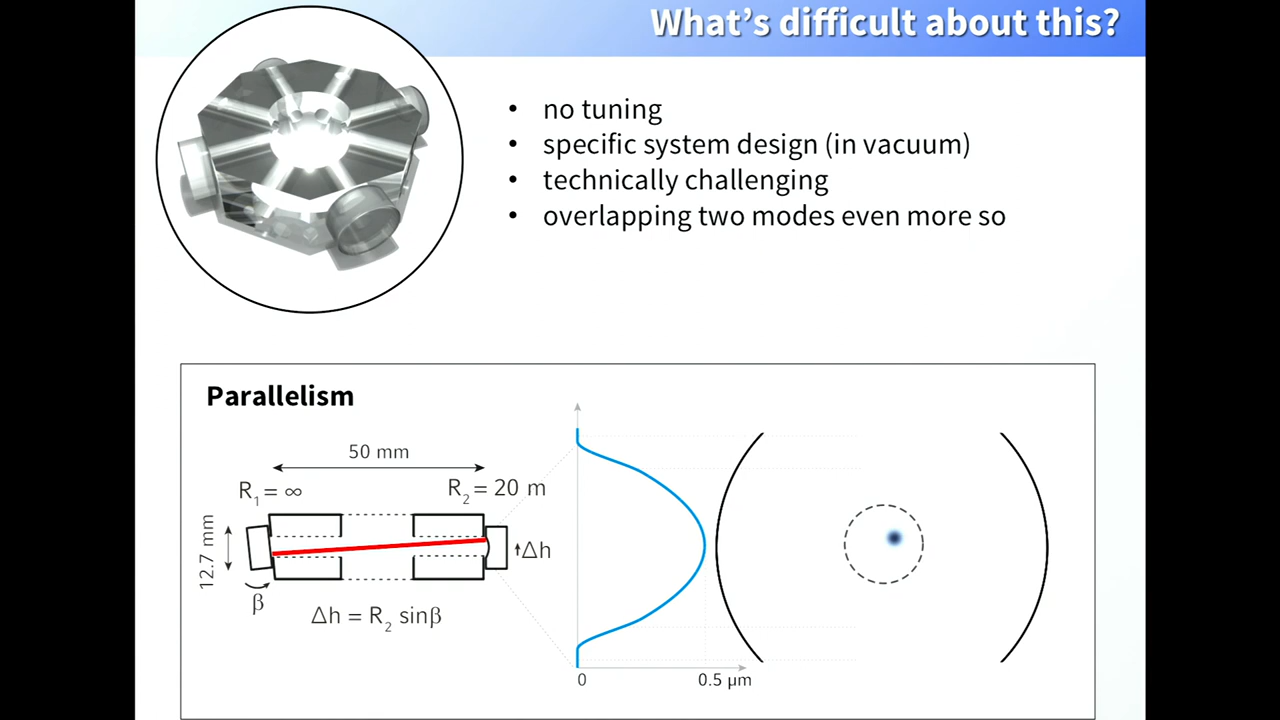 What's difficult about this?
• no tuning
• specific system design (in vacuum)
• technically challenging
• overlapping two modes even more so
Parallelism
50 mm
R₁ = ∞
R₂ = 20 m
12.7 mm
Δh
β
Δh = R₂ sinβ
0
0.5 µm